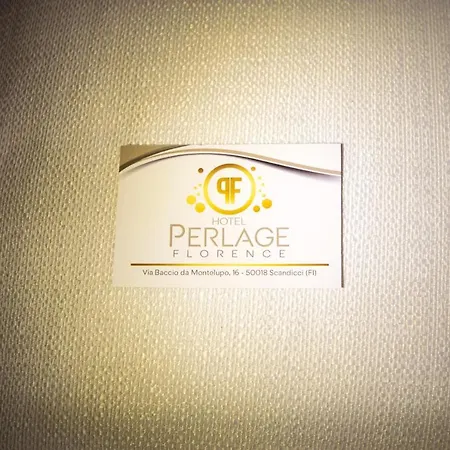 PF
HOTEL
PERLAGE
FLORENCE
Via Baccio da Montelupo, 16 - 50018 Scandicci (FI)